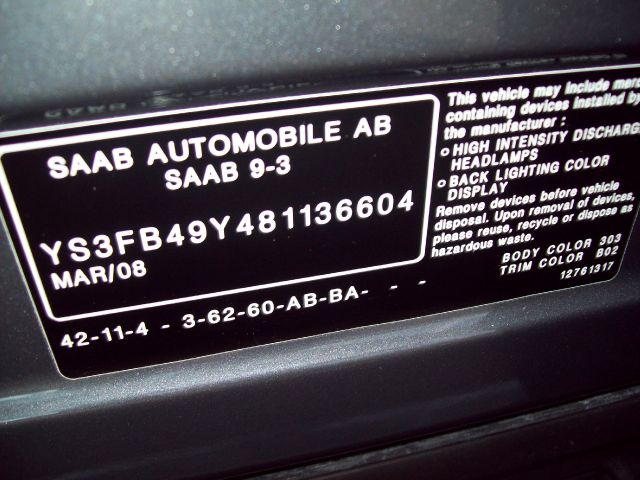 SAAB AUTOMOBILE AB
SAAB 9-3
YS3FB49Y481136604
MAR/08
42-11-4 - 3-62-60-AB-BA- - -
This vehicle may include
containing devices installed
the manufacturer :
o HIGH INTENSITY DISCHARGE
HEADLAMPS
o BACK LIGHTING COLOR
DISPLAY
Remove devices before vehicle
disposal. Upon removal of devices,
please reuse, recycle or dispose as
hazardous waste.
BODY COLOR 303
TRIM COLOR B02
12761317